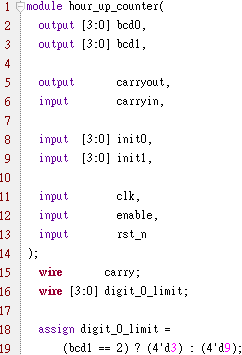 1 module hour_up_counter(
2 output [3:0] bcd0,
3 output [3:0] bcd1,
4
5 output carryout,
6 input carryin,
7
8 input [3:0] init0,
9 input [3:0] init1,
10
11 input clk,
12 input enable,
13 input rst_n
14 );
15 wire carry;
16 wire [3:0] digit_0_limit;
17
18 assign digit_0_limit =
19 (bcd1 == 2) ? (4'd3) : (4'd9);